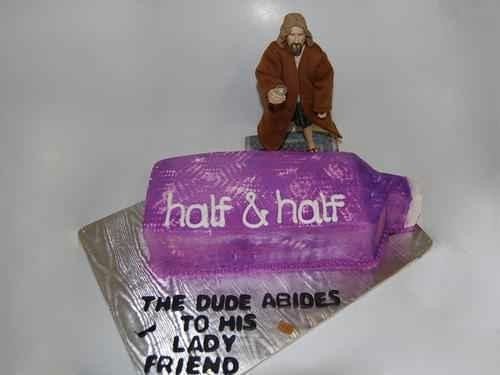 half & half
THE DUDE ABIDES
TO HIS
LADY
FRIEND